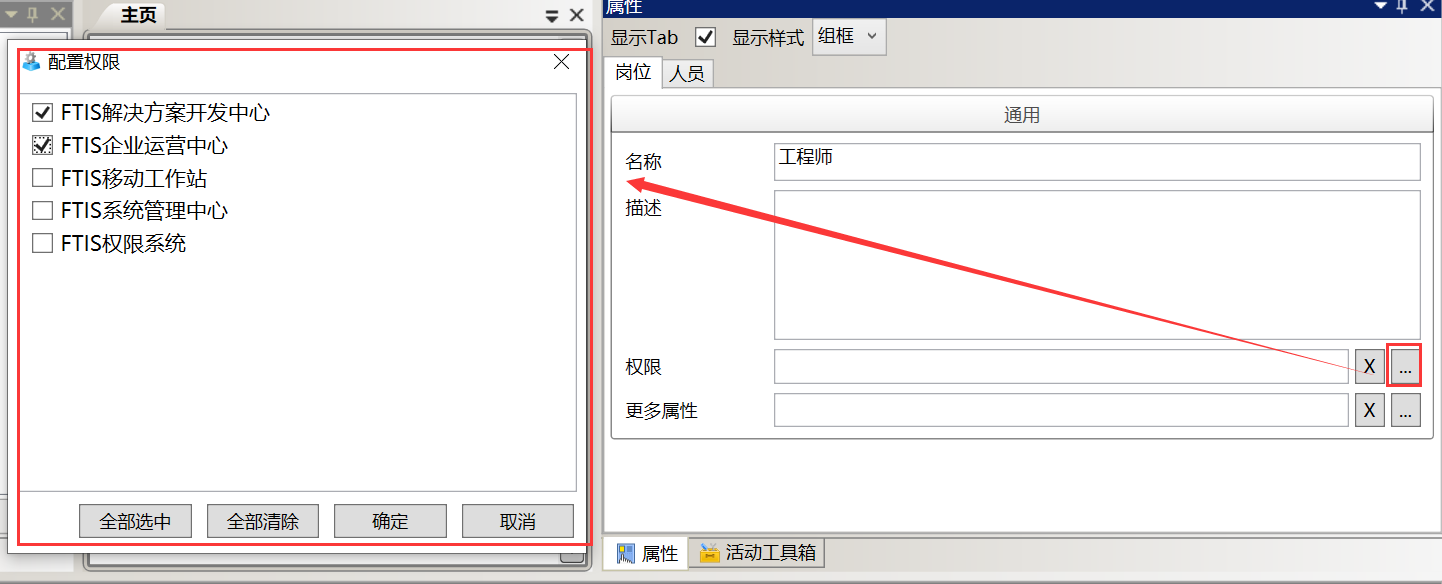 主页
配置权限
FTIS解决方案开发中心
FTIS企业运营中心
FTIS移动工作站
FTIS系统管理中心
FTIS权限系统
全部选中 全部清除 确定 取消
属性
显示Tab 显示样式 组框
岗位 人员
通用
名称 工程师
描述
权限 X ...
更多属性 X ...
属性 活动工具箱